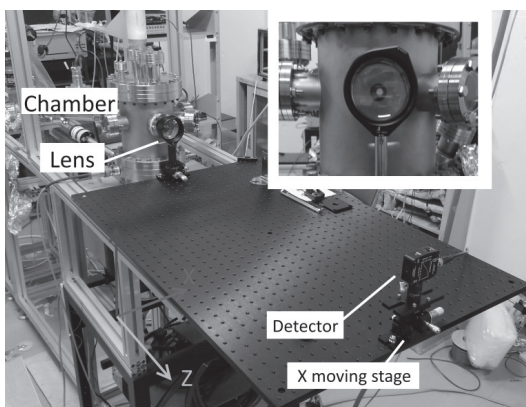 Chamber
Lens
Detector
X moving stage
X
Z